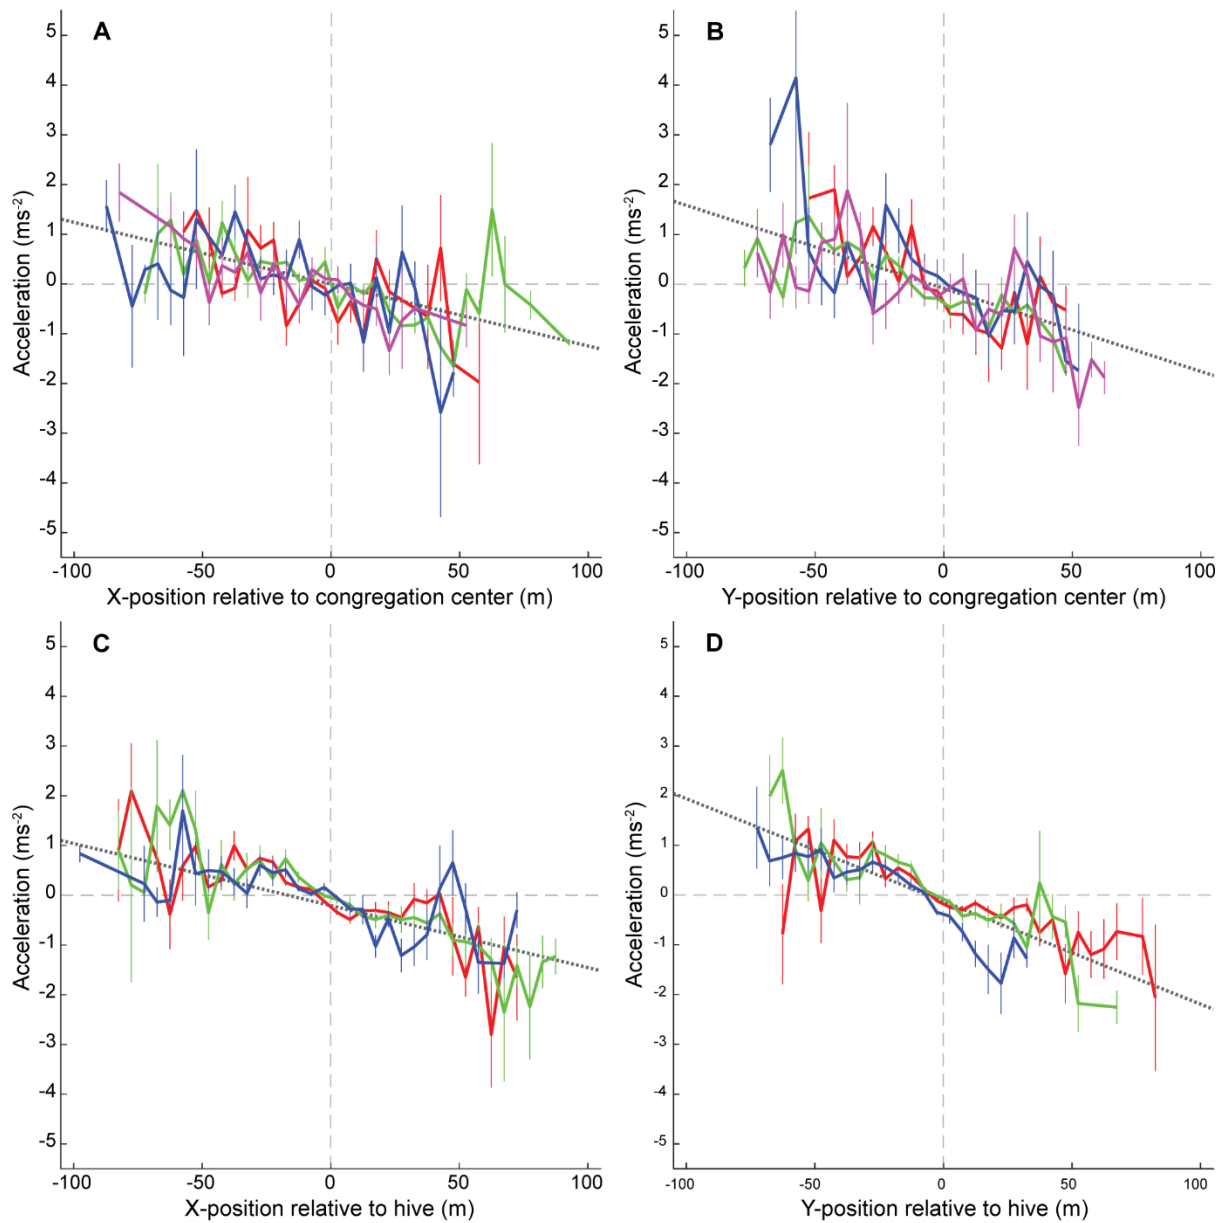 A
B
5
4
3
2
1
0
-1
-2
-3
-4
-5
Acceleration (ms-2)
-100 -50 0 50 100
X-position relative to congregation center (m)
5
4
3
2
1
0
-1
-2
-3
-4
-5
Acceleration (ms-2)
-100 -50 0 50 100
Y-position relative to congregation center (m)
C
D
5
4
3
2
1
0
-1
-2
-3
-4
-5
Acceleration (ms-2)
-100 -50 0 50 100
X-position relative to hive (m)
5
4
3
2
1
0
-1
-2
-3
-4
-5
Acceleration (ms-2)
-100 -50 0 50 100
Y-position relative to hive (m)